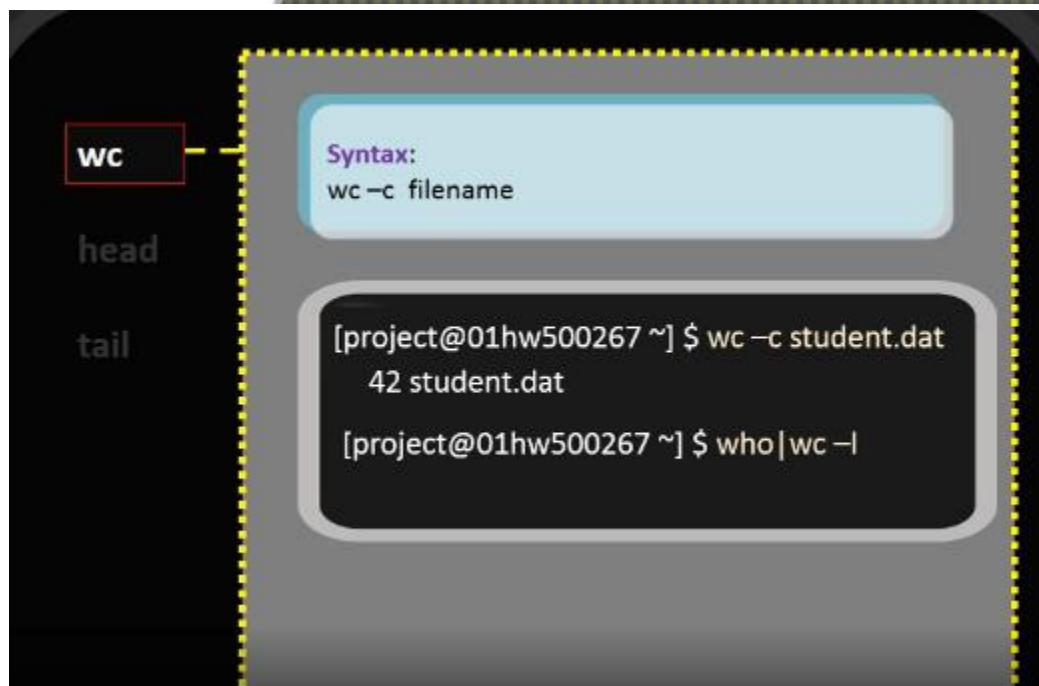 wc
head
tail
Syntax:
wc –c filename
[project@01hw500267 ~] $ wc –c student.dat
42 student.dat
[project@01hw500267 ~] $ who|wc –l